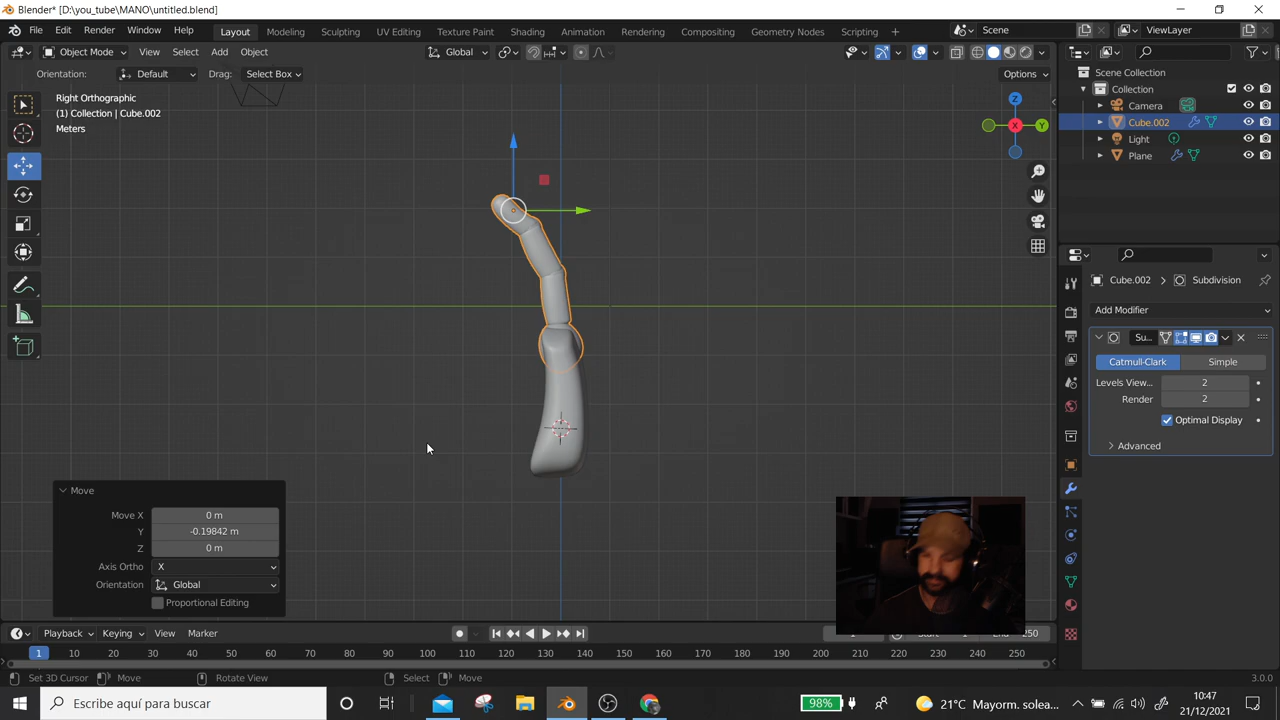 Blender* [D:\you_tube\MANO\untitled.blend]
File Edit Render Window Help Layout Modeling Sculpting UV Editing Texture Paint Shading Animation Rendering Compositing Geometry Nodes Scripting Scene ViewLayer
Object Mode View Select Add Object Global
Orientation: Default Drag: Select Box Options
Right Orthographic
(1) Collection | Cube.002
Meters
Z
X
Y
Scene Collection
Collection
Camera
Cube.002
Light
Plane
Cube.002 > Subdivision
Add Modifier
Su...
Catmull-Clark Simple
Levels View... 2
Render 2
Optimal Display
Advanced
Move
Move X 0 m
Y -0.19842 m
Z 0 m
Axis Ortho X
Orientation Global
Proportional Editing
Playback Keying View Marker 1 Start 1 End 250
1 10 20 30 40 50 60 70 80 90 100 110 120 130 140 150 160 170 180 190 200 210 220 230 240 250
Set 3D Cursor Move Rotate View Select Move 3.0.0
Escribe aquí para buscar 98% 21°C Mayorm. solea... 10:47
21/12/2021